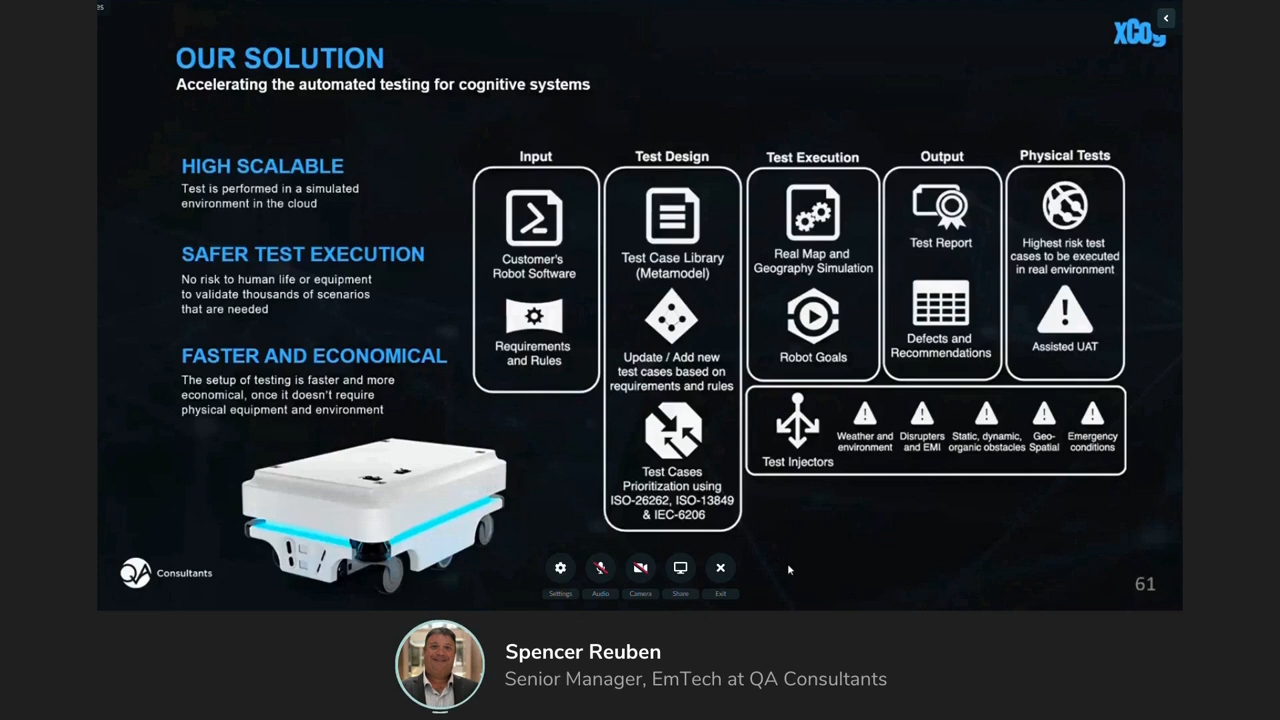 es
xCog
OUR SOLUTION
Accelerating the automated testing for cognitive systems
HIGH SCALABLE
Test is performed in a simulated
environment in the cloud
SAFER TEST EXECUTION
No risk to human life or equipment
to validate thousands of scenarios
that are needed
FASTER AND ECONOMICAL
The setup of testing is faster and more
economical, once it doesn't require
physical equipment and environment
Input
Customer's
Robot Software
Requirements
and Rules
Test Design
Test Case Library
(Metamodel)
Update / Add new
test cases based on
requirements and rules
Test Cases
Prioritization using
ISO-26262, ISO-13849
& IEC-6206
Test Execution
Real Map and
Geography Simulation
Robot Goals
Output
Test Report
Defects and
Recommendations
Physical Tests
Highest risk test
cases to be executed
in real environment
Assisted UAT
Test Injectors
Weather and
environment
Disrupters
and EMI
Static, dynamic,
organic obstacles
Geo-
Spatial
Emergency
conditions
QA Consultants
Settings
Audio
Camera
Store
Exit
61
Spencer Reuben
Senior Manager, EmTech at QA Consultants